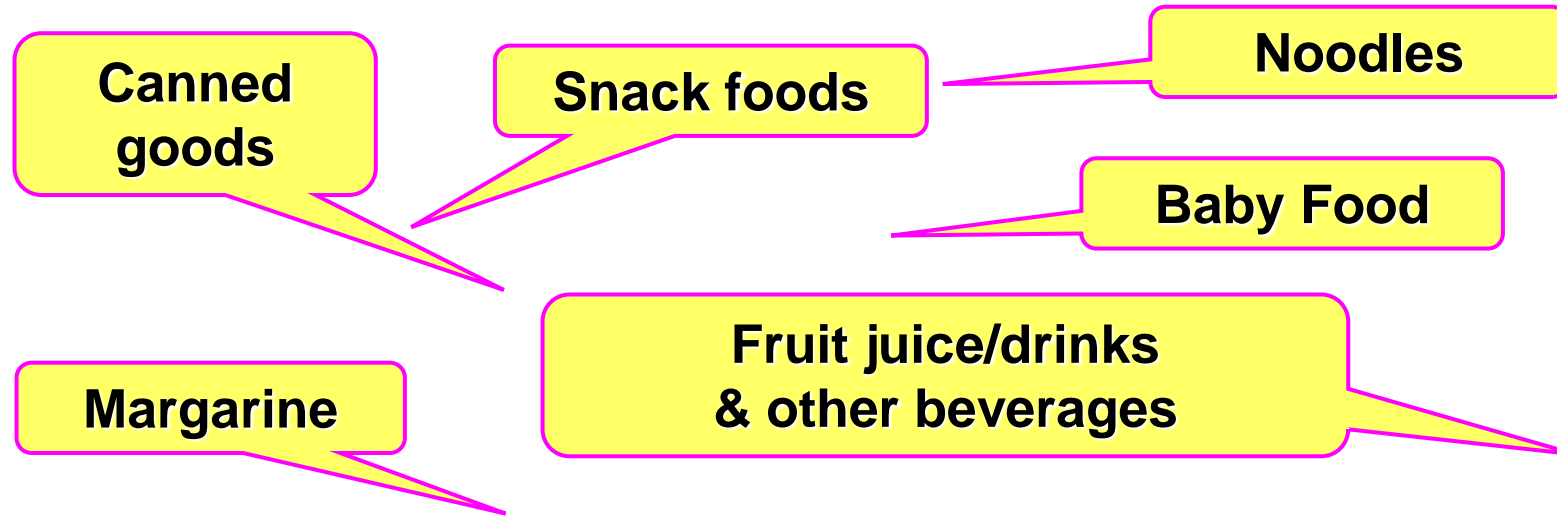 Canned
goods
Snack foods
Noodles
Baby Food
Fruit juice/drinks
& other beverages
Margarine